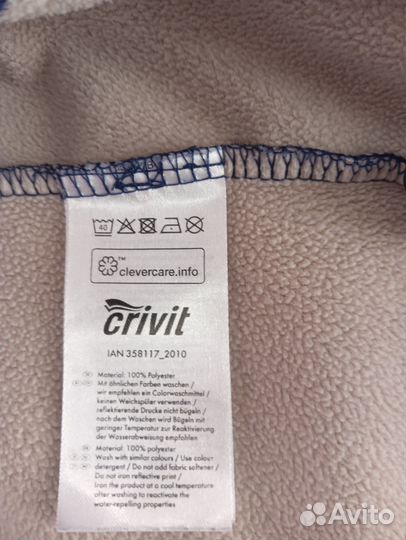 40
™
clevercare.info
crivit
IAN 358117_2010
Material: 100% Polyester
Mit ähnlichen Farben waschen /
wir empfehlen ein Colorwaschmittel /
keinen Weichspüler verwenden /
reflektierende Drucke nicht bügeln /
nach dem Waschen wird Bügeln mit
geringer Temperatur zur Reaktivierung
der Wasserabweisung empfohlen
Material: 100% polyester
Wash with similar colours / Use colour
detergent / Do not add fabric softener /
Do not iron reflective print /
Iron the product at a cool temperature
after washing to reactivate the
water-repelling properties
Avito